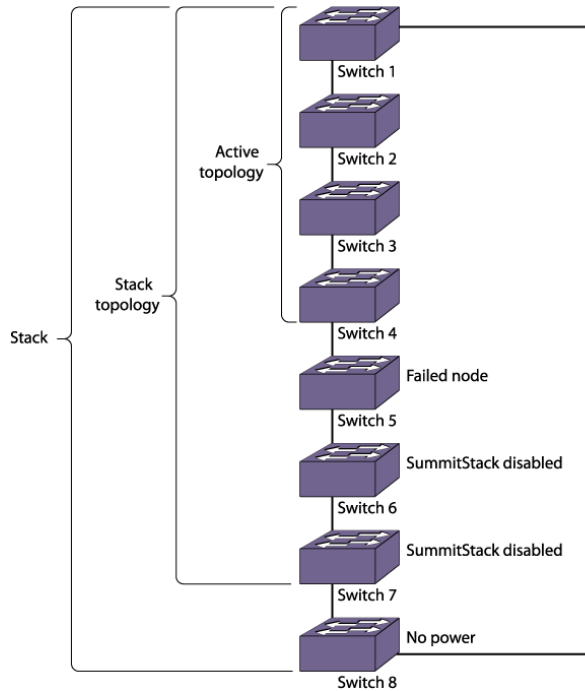 Switch 1
Switch 2
Active
topology
Switch 3
Stack
topology
Switch 4
Stack
Failed node
Switch 5
SummitStack disabled
Switch 6
SummitStack disabled
Switch 7
No power
Switch 8